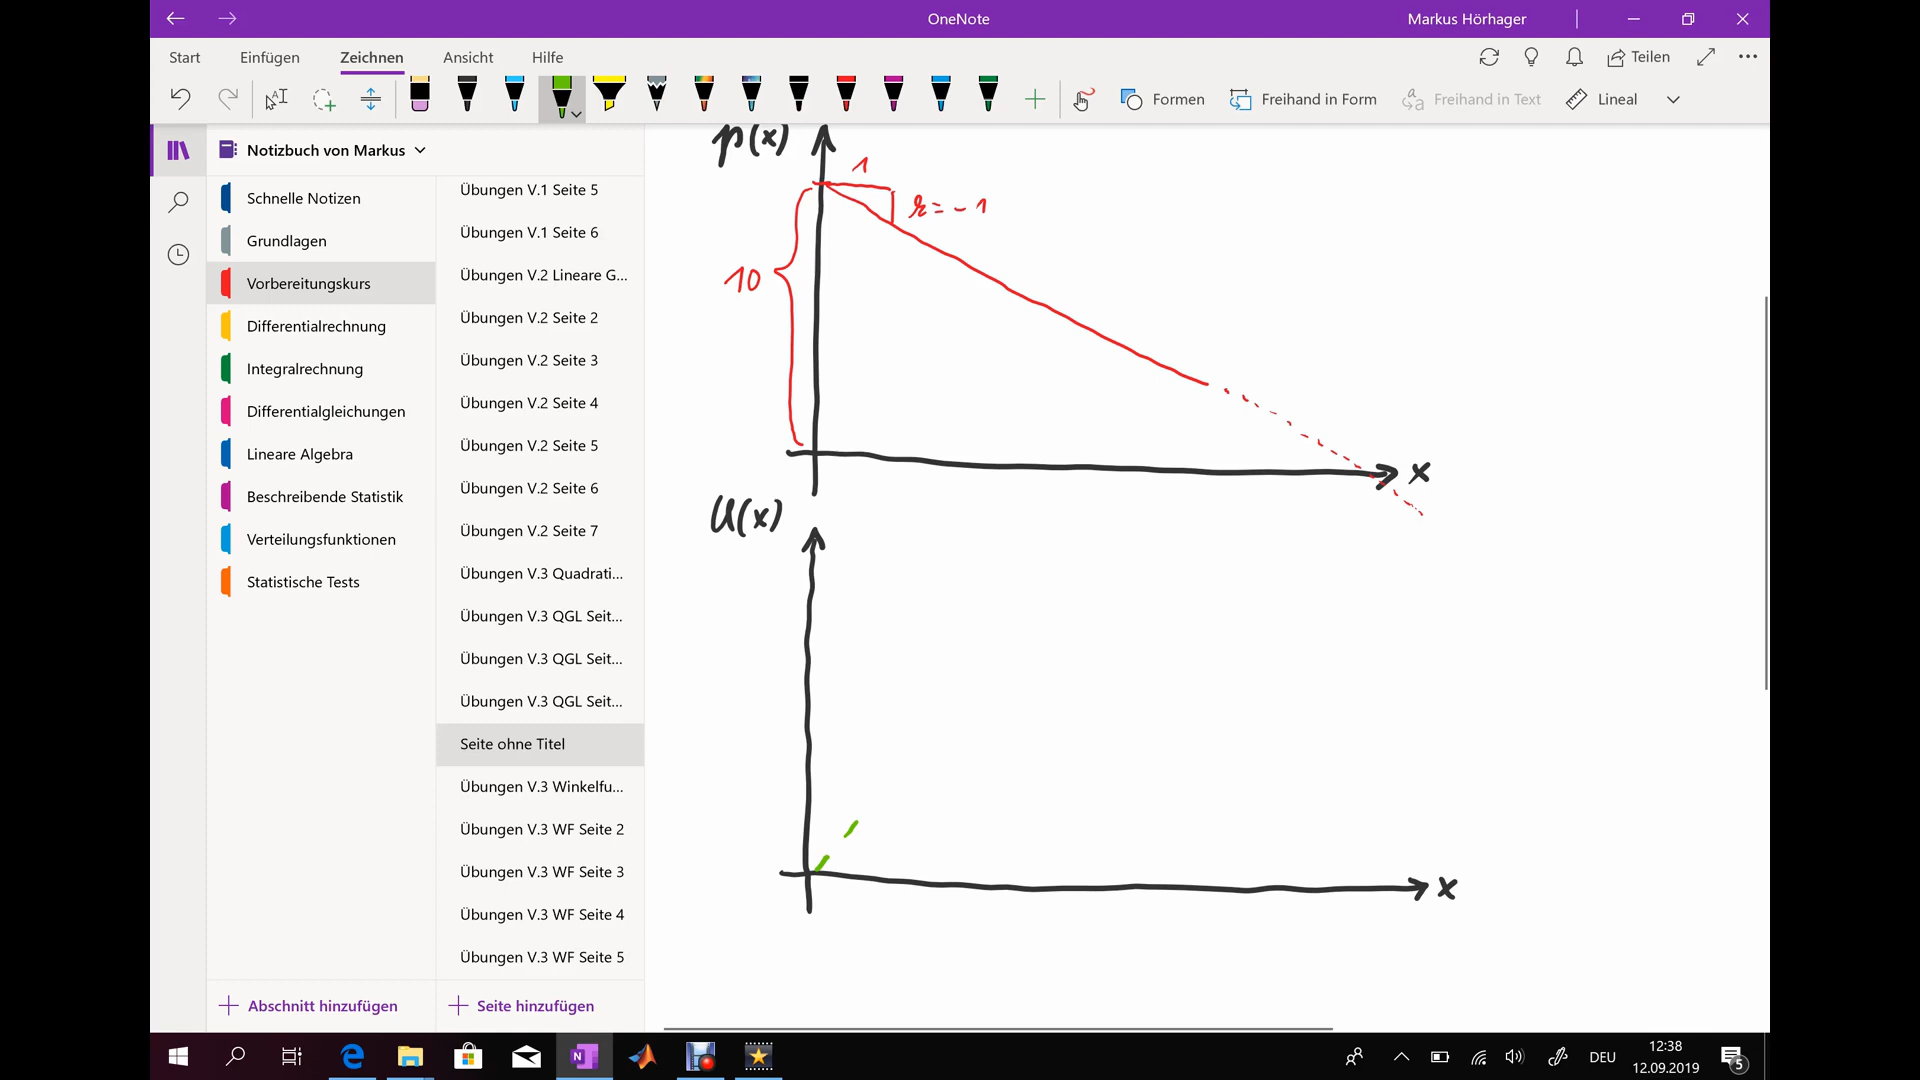 OneNote
Markus Hörhager
Start Einfügen Zeichnen Ansicht Hilfe
Teilen
Formen Freihand in Form Freihand in Text Lineal
Notizbuch von Markus
Schnelle Notizen
Grundlagen
Vorbereitungskurs
Differentialrechnung
Integralrechnung
Differentialgleichungen
Lineare Algebra
Beschreibende Statistik
Verteilungsfunktionen
Statistische Tests
Abschnitt hinzufügen
Übungen V.1 Seite 5
Übungen V.1 Seite 6
Übungen V.2 Lineare G...
Übungen V.2 Seite 2
Übungen V.2 Seite 3
Übungen V.2 Seite 4
Übungen V.2 Seite 5
Übungen V.2 Seite 6
Übungen V.2 Seite 7
Übungen V.3 Quadrati...
Übungen V.3 QGL Seit...
Übungen V.3 QGL Seit...
Übungen V.3 QGL Seit...
Seite ohne Titel
Übungen V.3 Winkelfu...
Übungen V.3 WF Seite 2
Übungen V.3 WF Seite 3
Übungen V.3 WF Seite 4
Übungen V.3 WF Seite 5
Seite hinzufügen
p(x)
1
k = -1
10
x
U(x)
x
DEU
12:38
12.09.2019
5